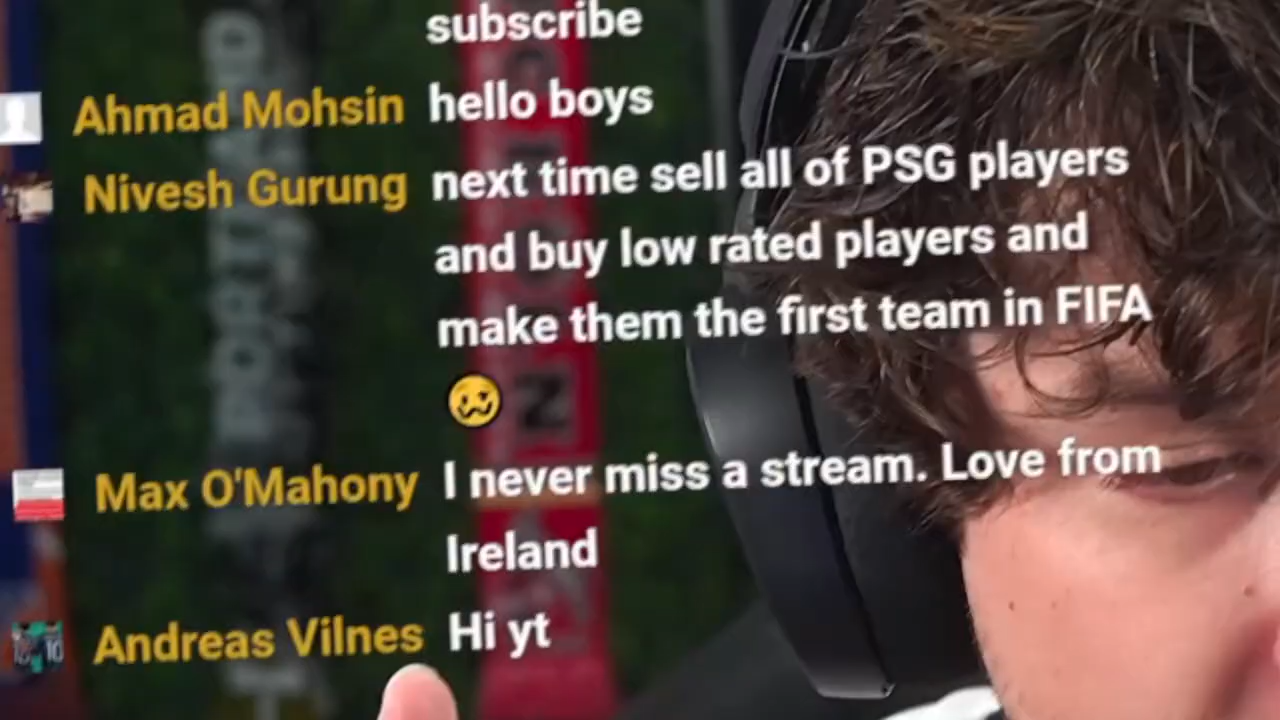 subscribe
Ahmad Mohsin hello boys
Nivesh Gurung next time sell all of PSG players
and buy low rated players and
make them the first team in FIFA
🥴
Max O'Mahony I never miss a stream. Love from
Ireland
Andreas Vilnes Hi yt